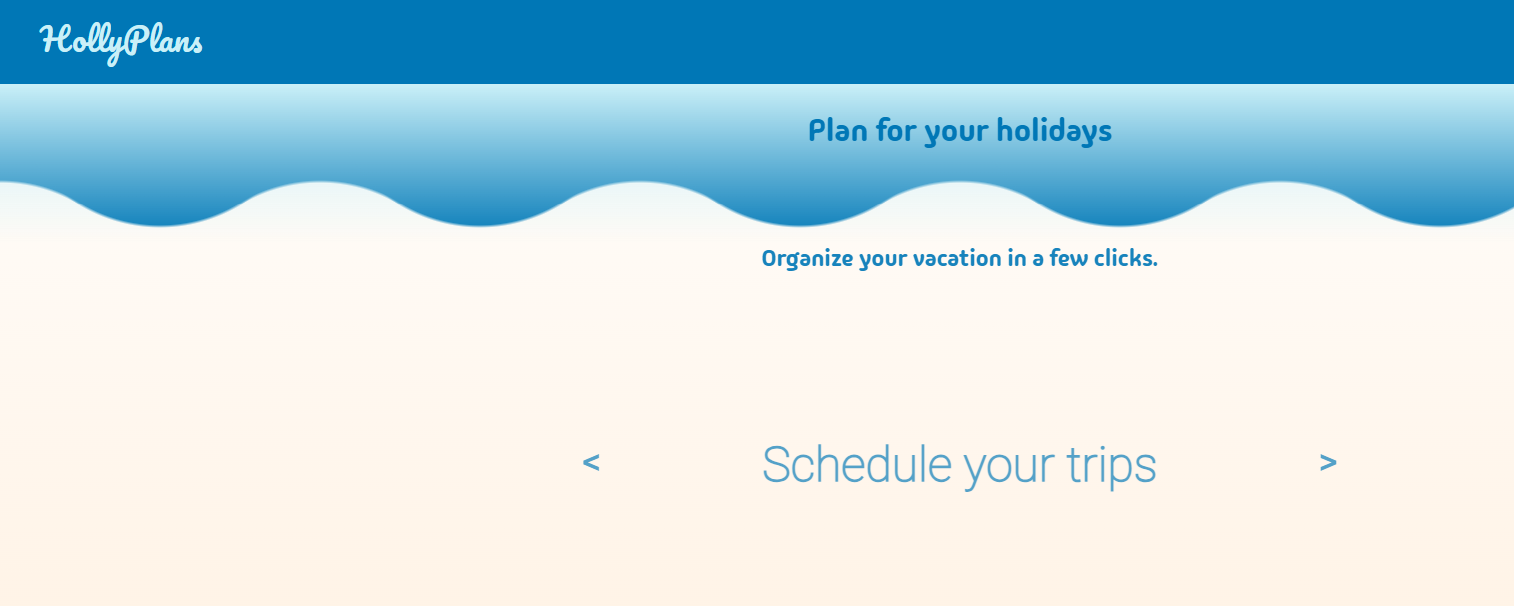 HollyPlans
Plan for your holidays
Organize your vacation in a few clicks.
< Schedule your trips >